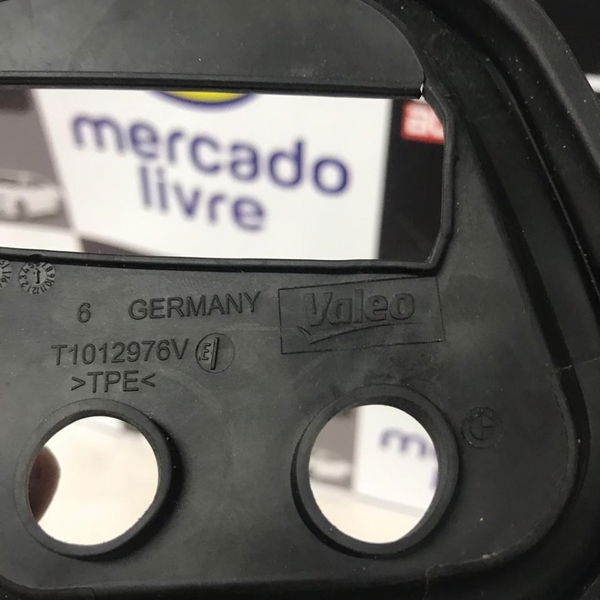 mercado
livre
6 GERMANY Valeo
T1012976V
>TPE<